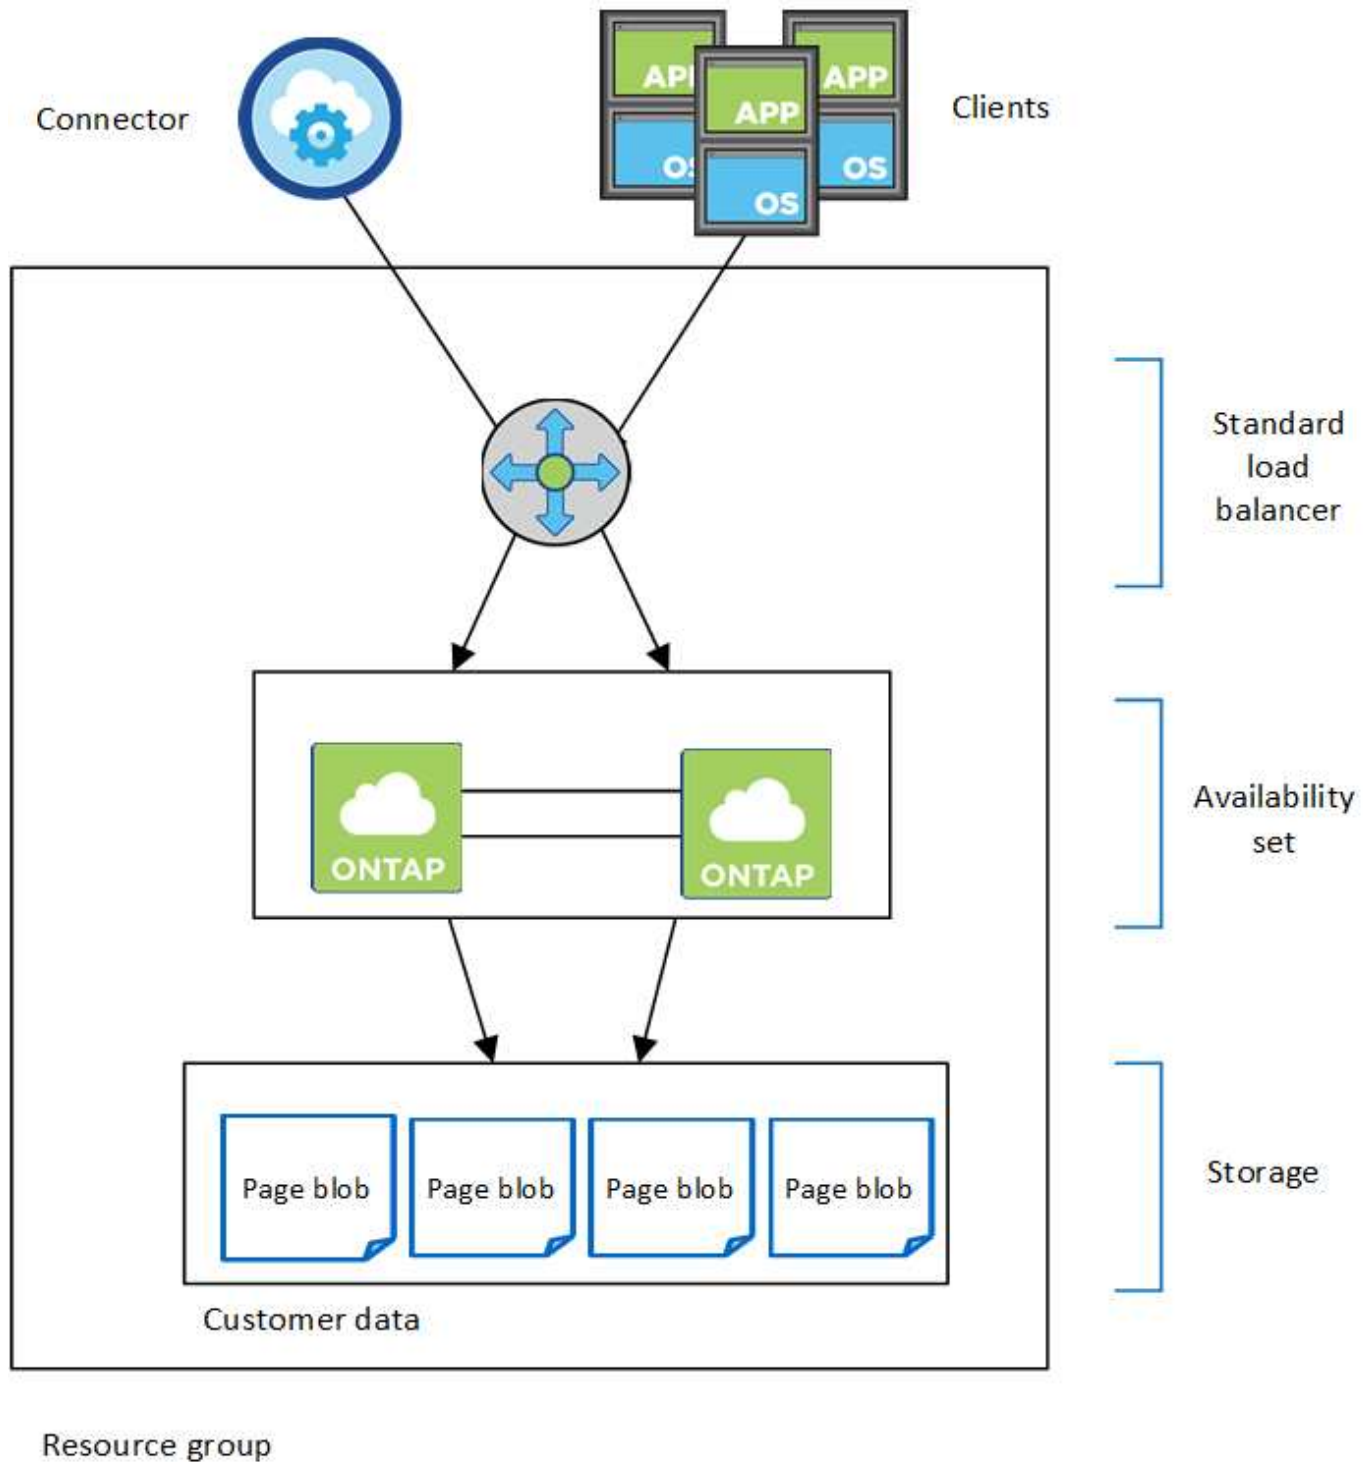 Connector
APP
APP
APP
OS
OS
OS
Clients
Standard
load
balancer
ONTAP
ONTAP
Availability
set
Page blob
Page blob
Page blob
Page blob
Storage
Customer data
Resource group